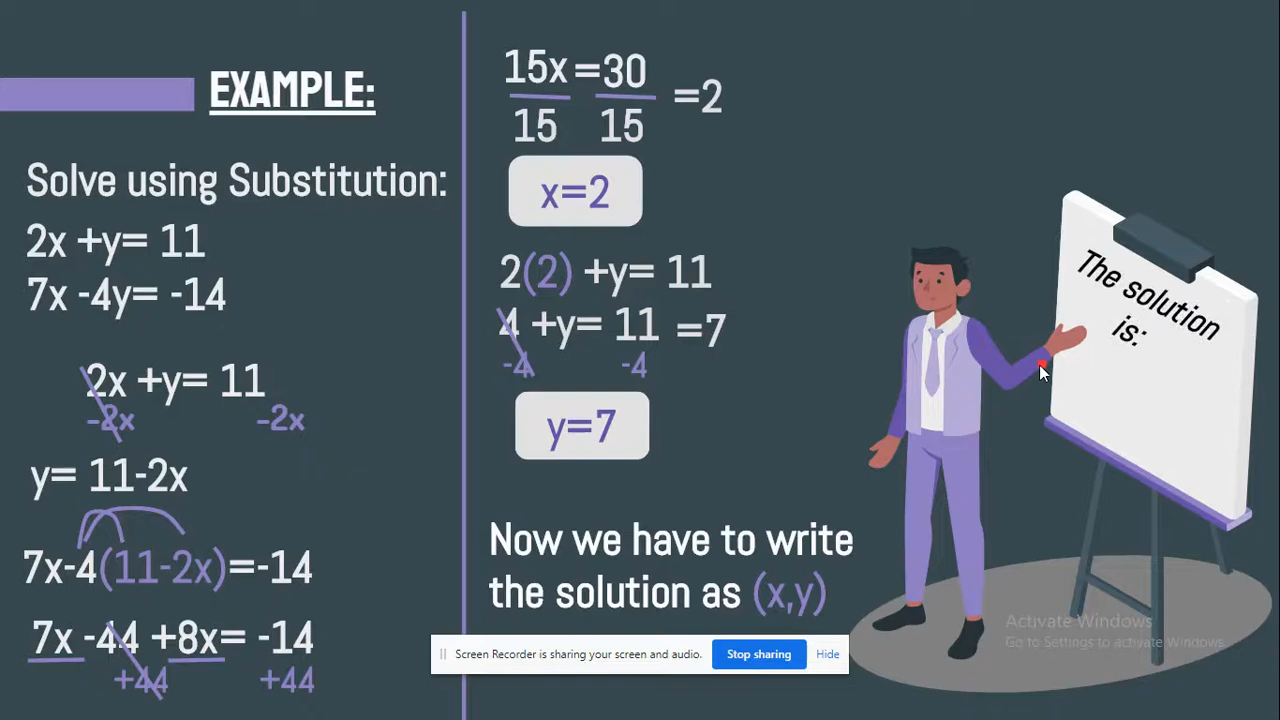 EXAMPLE:
Solve using Substitution:
2x +y= 11
7x -4y= -14
2x +y= 11
-2x -2x
y= 11-2x
7x-4(11-2x)=-14
7x -44 +8x= -14
+44 +44
15x=30
15 15 =2
x=2
2(2) +y= 11
4 +y= 11 =7
-4 -4
y=7
Now we have to write
the solution as (x,y)
The solution
is:
Activate Windows
Go to Settings to activate Windows.
Screen Recorder is sharing your screen and audio. Stop sharing Hide